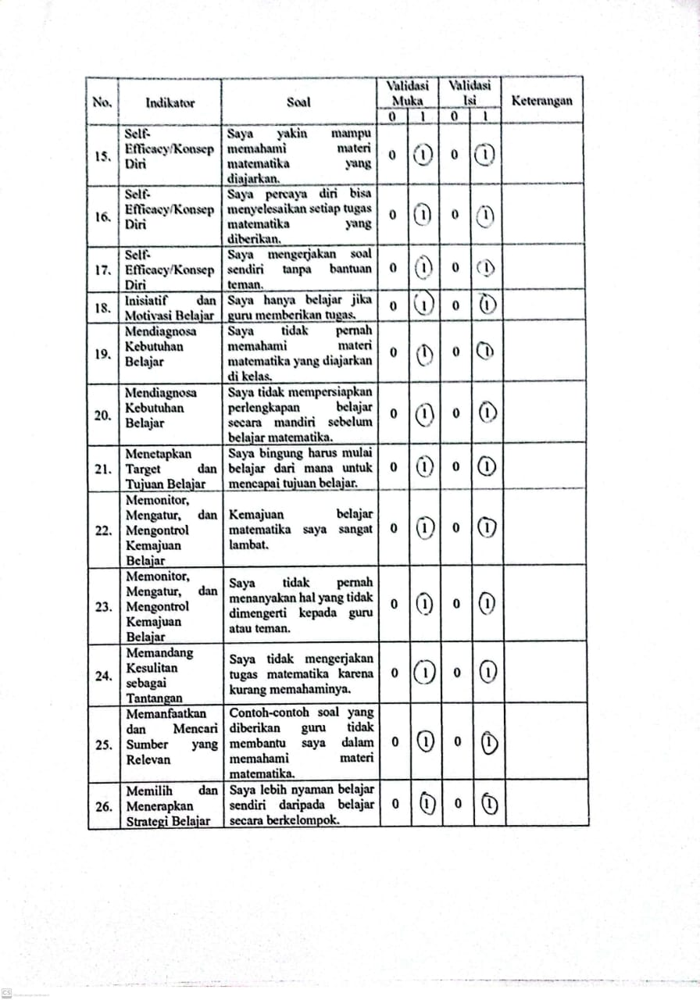 No. Indikator Soal Validasi Muka Validasi Isi Keterangan
0 1 0 1
15. Self-
Efficacy/Konsep
Diri
Saya yakin mampu
memahami materi
matematika yang
diajarkan.
0 1 0 1
16. Self-
Efficacy/Konsep
Diri
Saya percaya diri bisa
menyelesaikan setiap tugas
matematika yang
diberikan.
0 1 0 1
17. Self-
Efficacy/Konsep
Diri
Saya mengerjakan soal
sendiri tanpa bantuan
teman.
0 1 0 1
18. Inisiatif dan
Motivasi Belajar
Saya hanya belajar jika
guru memberikan tugas.
0 1 0 1
19. Mendiagnosa
Kebutuhan
Belajar
Saya tidak pernah
memahami materi
matematika yang diajarkan
di kelas.
0 1 0 1
20. Mendiagnosa
Kebutuhan
Belajar
Saya tidak mempersiapkan
perlengkapan belajar
secara mandiri sebelum
belajar matematika.
0 1 0 1
21. Menetapkan
Target dan
Tujuan Belajar
Saya bingung harus mulai
belajar dari mana untuk
mencapai tujuan belajar.
0 1 0 1
22. Memonitor,
Mengatur, dan
Mengontrol
Kemajuan
Belajar
Kemajuan belajar
matematika saya sangat
lambat.
0 1 0 1
23. Memonitor,
Mengatur, dan
Mengontrol
Kemajuan
Belajar
Saya tidak pernah
menanyakan hal yang tidak
dimengerti kepada guru
atau teman.
0 1 0 1
24. Memandang
Kesulitan
sebagai
Tantangan
Saya tidak mengerjakan
tugas matematika karena
kurang memahaminya.
0 1 0 1
25. Memanfaatkan
dan Mencari
Sumber yang
Relevan
Contoh-contoh soal yang
diberikan guru tidak
membantu saya dalam
memahami materi
matematika.
0 1 0 1
26. Memilih dan
Menerapkan
Strategi Belajar
Saya lebih nyaman belajar
sendiri daripada belajar
secara berkelompok.
0 1 0 1
CS